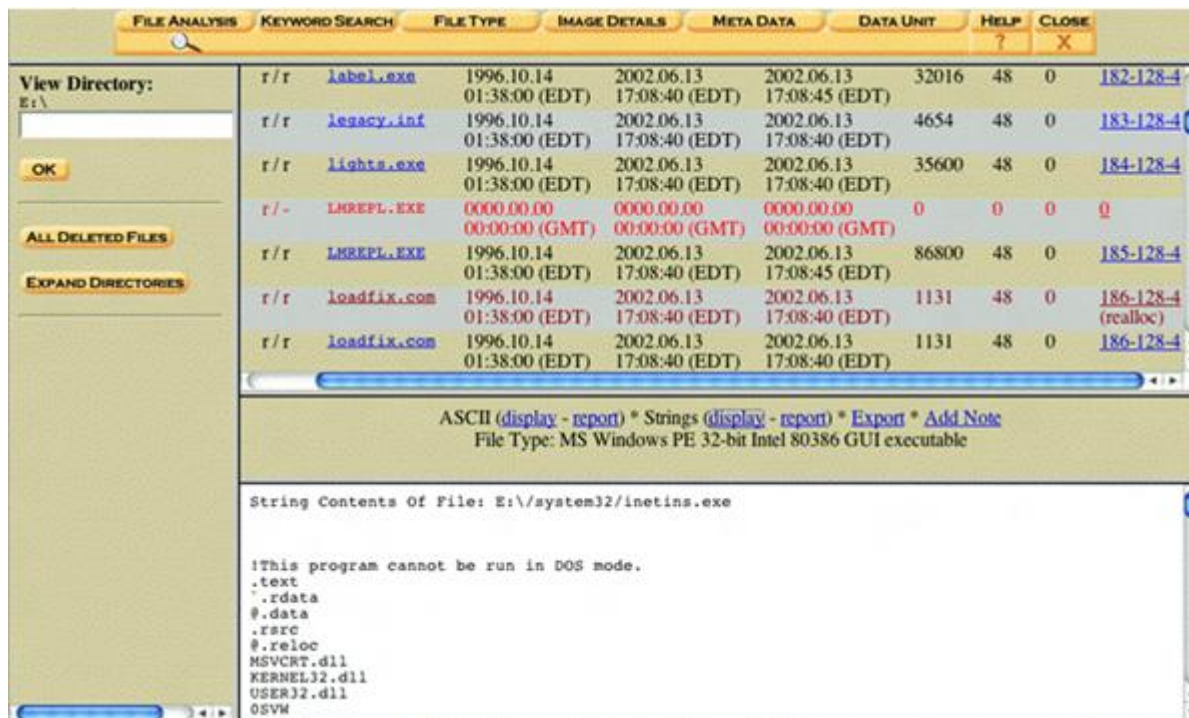 FILE ANALYSIS KEYWORD SEARCH FILE TYPE IMAGE DETAILS META DATA DATA UNIT HELP CLOSE
? X
View Directory:
E:\
OK
ALL DELETED FILES
EXPAND DIRECTORIES
r / r label.exe 1996.10.14 2002.06.13 2002.06.13 32016 48 0 182-128-4
01:38:00 (EDT) 17:08:40 (EDT) 17:08:45 (EDT)
r / r legacy.inf 1996.10.14 2002.06.13 2002.06.13 4654 48 0 183-128-4
01:38:00 (EDT) 17:08:40 (EDT) 17:08:40 (EDT)
r / r lights.exe 1996.10.14 2002.06.13 2002.06.13 35600 48 0 184-128-4
01:38:00 (EDT) 17:08:40 (EDT) 17:08:40 (EDT)
r / - LMREPL.EXE 0000.00.00 0000.00.00 0000.00.00 0 0 0 0
00:00:00 (GMT) 00:00:00 (GMT) 00:00:00 (GMT)
r / r LMREPL.EXE 1996.10.14 2002.06.13 2002.06.13 86800 48 0 185-128-4
01:38:00 (EDT) 17:08:40 (EDT) 17:08:45 (EDT)
r / r loadfix.com 1996.10.14 2002.06.13 2002.06.13 1131 48 0 186-128-4
01:38:00 (EDT) 17:08:40 (EDT) 17:08:40 (EDT) (realloc)
r / r loadfix.com 1996.10.14 2002.06.13 2002.06.13 1131 48 0 186-128-4
01:38:00 (EDT) 17:08:40 (EDT) 17:08:40 (EDT)
ASCII (display - report) * Strings (display - report) * Export * Add Note
File Type: MS Windows PE 32-bit Intel 80386 GUI executable
String Contents Of File: E:\/system32/inetins.exe
!This program cannot be run in DOS mode.
.text
`.rdata
@.data
.rsrc
@.reloc
MSVCRT.dll
KERNEL32.dll
USER32.dll
0SVW